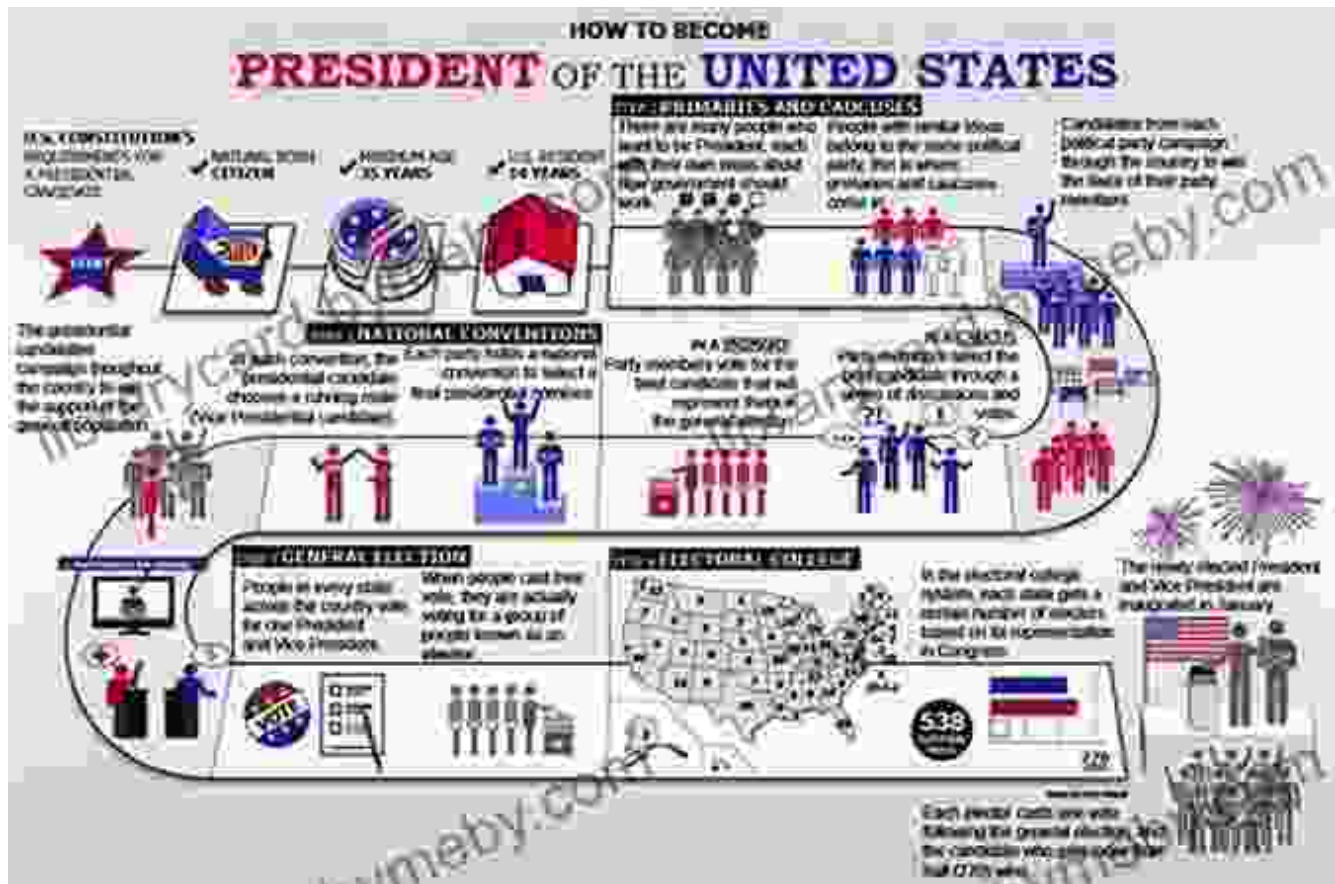 HOW TO BECOME
PRESIDENT OF THE UNITED STATES
U.S. CONSTITUTION'S
REQUIREMENTS FOR
A PRESIDENTIAL
CANDIDATE
NATURAL BORN
CITIZEN
MINIMUM AGE
35 YEARS
U.S. RESIDENT
14 YEARS
PRIMARIES AND CAUCUSES
There are many people who
want to be President, each
with their own ideas about
how government should
work.
People with similar ideas
belong to the same political
party, this is where
primaries and caucuses
come in.
Candidates from each
political party campaign
through the country to win
the favor of their party
members.
IN A CAUCUS
Party members select the
best candidate through a
series of discussions and
votes.
Party members vote for the
best candidate that will
represent them in
the general election.
NATIONAL CONVENTIONS
Each party holds a national
convention to select a
final presidential nominee.
At each convention, the
presidential candidate
chooses a running mate
(Vice Presidential candidate).
The presidential
candidates
campaign throughout
the country to win
the support of the
general population.
GENERAL ELECTION
People in every state
across the country vote
for one President
and Vice President.
When people cast their
vote, they are actually
voting for a group of
people known as an
elector.
VOTE
ELECTORAL COLLEGE
In the electoral college
system, each state gets a
certain number of electors
based on its representation
in Congress.
538
270
Each elector casts one vote
following the general election, and
the candidate who gets more than
half (270) wins.
The newly elected President
and Vice President are
inaugurated in January.
librarycard.bymeby.com
librarycard.bymeby.com
bymeby.com